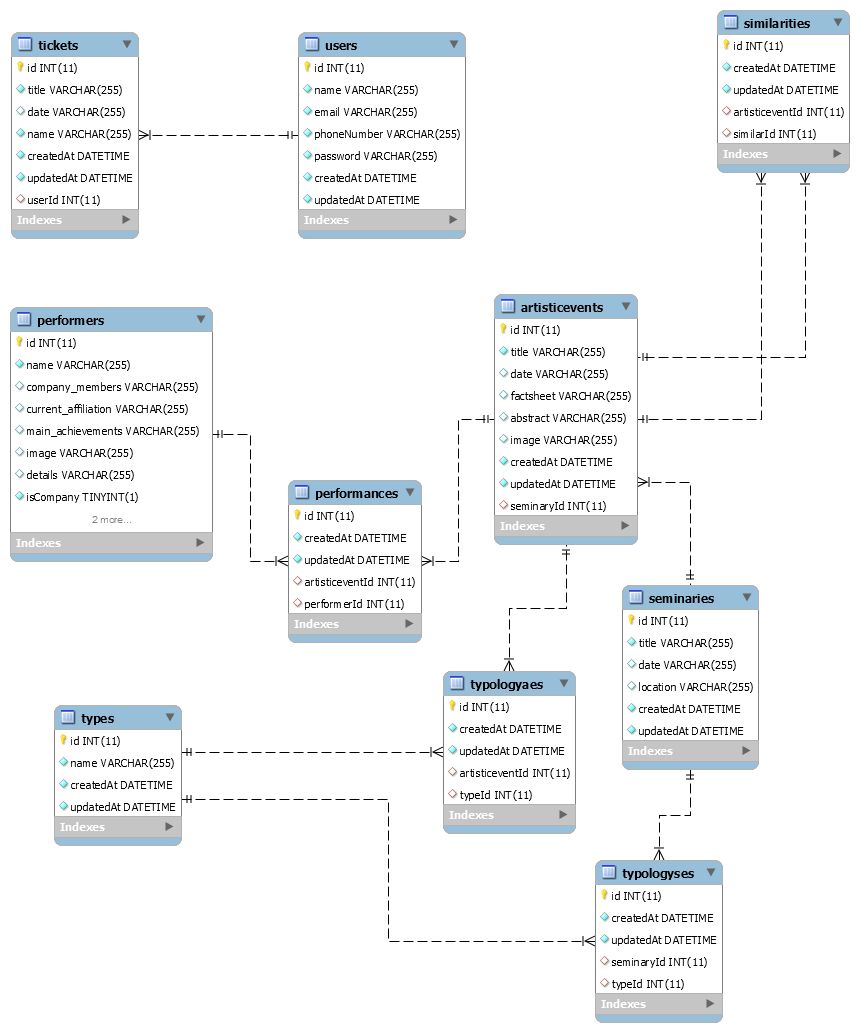 tickets
id INT(11)
title VARCHAR(255)
date VARCHAR(255)
name VARCHAR(255)
createdAt DATETIME
updatedAt DATETIME
userId INT(11)
Indexes
users
id INT(11)
name VARCHAR(255)
email VARCHAR(255)
phoneNumber VARCHAR(255)
password VARCHAR(255)
createdAt DATETIME
updatedAt DATETIME
Indexes
similarities
id INT(11)
createdAt DATETIME
updatedAt DATETIME
artisticeventId INT(11)
similarId INT(11)
Indexes
performers
id INT(11)
name VARCHAR(255)
company_members VARCHAR(255)
current_affiliation VARCHAR(255)
main_achievements VARCHAR(255)
image VARCHAR(255)
details VARCHAR(255)
isCompany TINYINT(1)
2 more...
Indexes
artisticevents
id INT(11)
title VARCHAR(255)
date VARCHAR(255)
factsheet VARCHAR(255)
abstract VARCHAR(255)
image VARCHAR(255)
createdAt DATETIME
updatedAt DATETIME
seminaryId INT(11)
Indexes
performances
id INT(11)
createdAt DATETIME
updatedAt DATETIME
artisticeventId INT(11)
performerId INT(11)
Indexes
seminaries
id INT(11)
title VARCHAR(255)
date VARCHAR(255)
location VARCHAR(255)
createdAt DATETIME
updatedAt DATETIME
Indexes
typologyaes
id INT(11)
createdAt DATETIME
updatedAt DATETIME
artisticeventId INT(11)
typeId INT(11)
Indexes
types
id INT(11)
name VARCHAR(255)
createdAt DATETIME
updatedAt DATETIME
Indexes
typologyses
id INT(11)
createdAt DATETIME
updatedAt DATETIME
seminaryId INT(11)
typeId INT(11)
Indexes